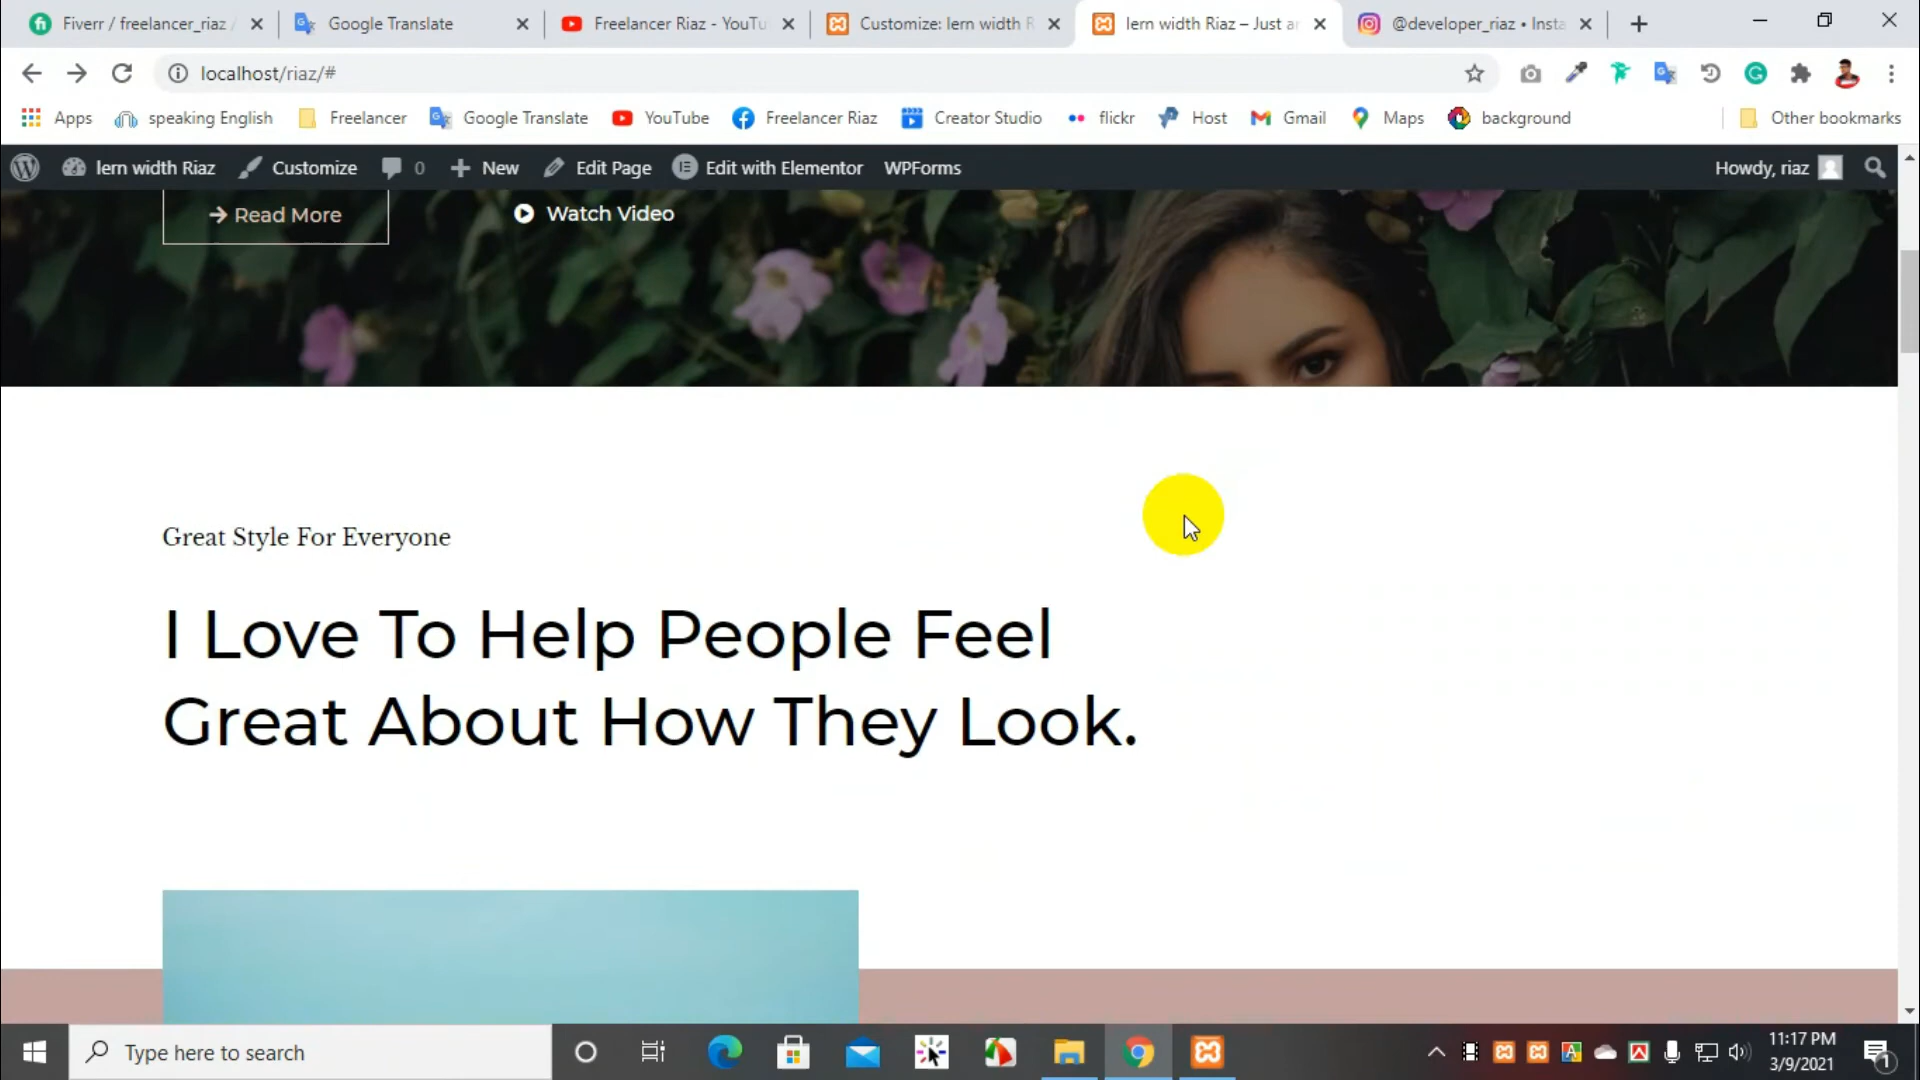 Fiverr / freelancer_riaz /
Google Translate
Freelancer Riaz - YouTu
Customize: lern width R
lern width Riaz – Just an
@developer_riaz • Insta
localhost/riaz/#
Apps
speaking English
Freelancer
Google Translate
YouTube
Freelancer Riaz
Creator Studio
flickr
Host
Gmail
Maps
background
Other bookmarks
lern width Riaz
Customize
0
New
Edit Page
Edit with Elementor
WPForms
Howdy, riaz
Read More
Watch Video
Great Style For Everyone
I Love To Help People Feel
Great About How They Look.
Type here to search
11:17 PM
3/9/2021
1